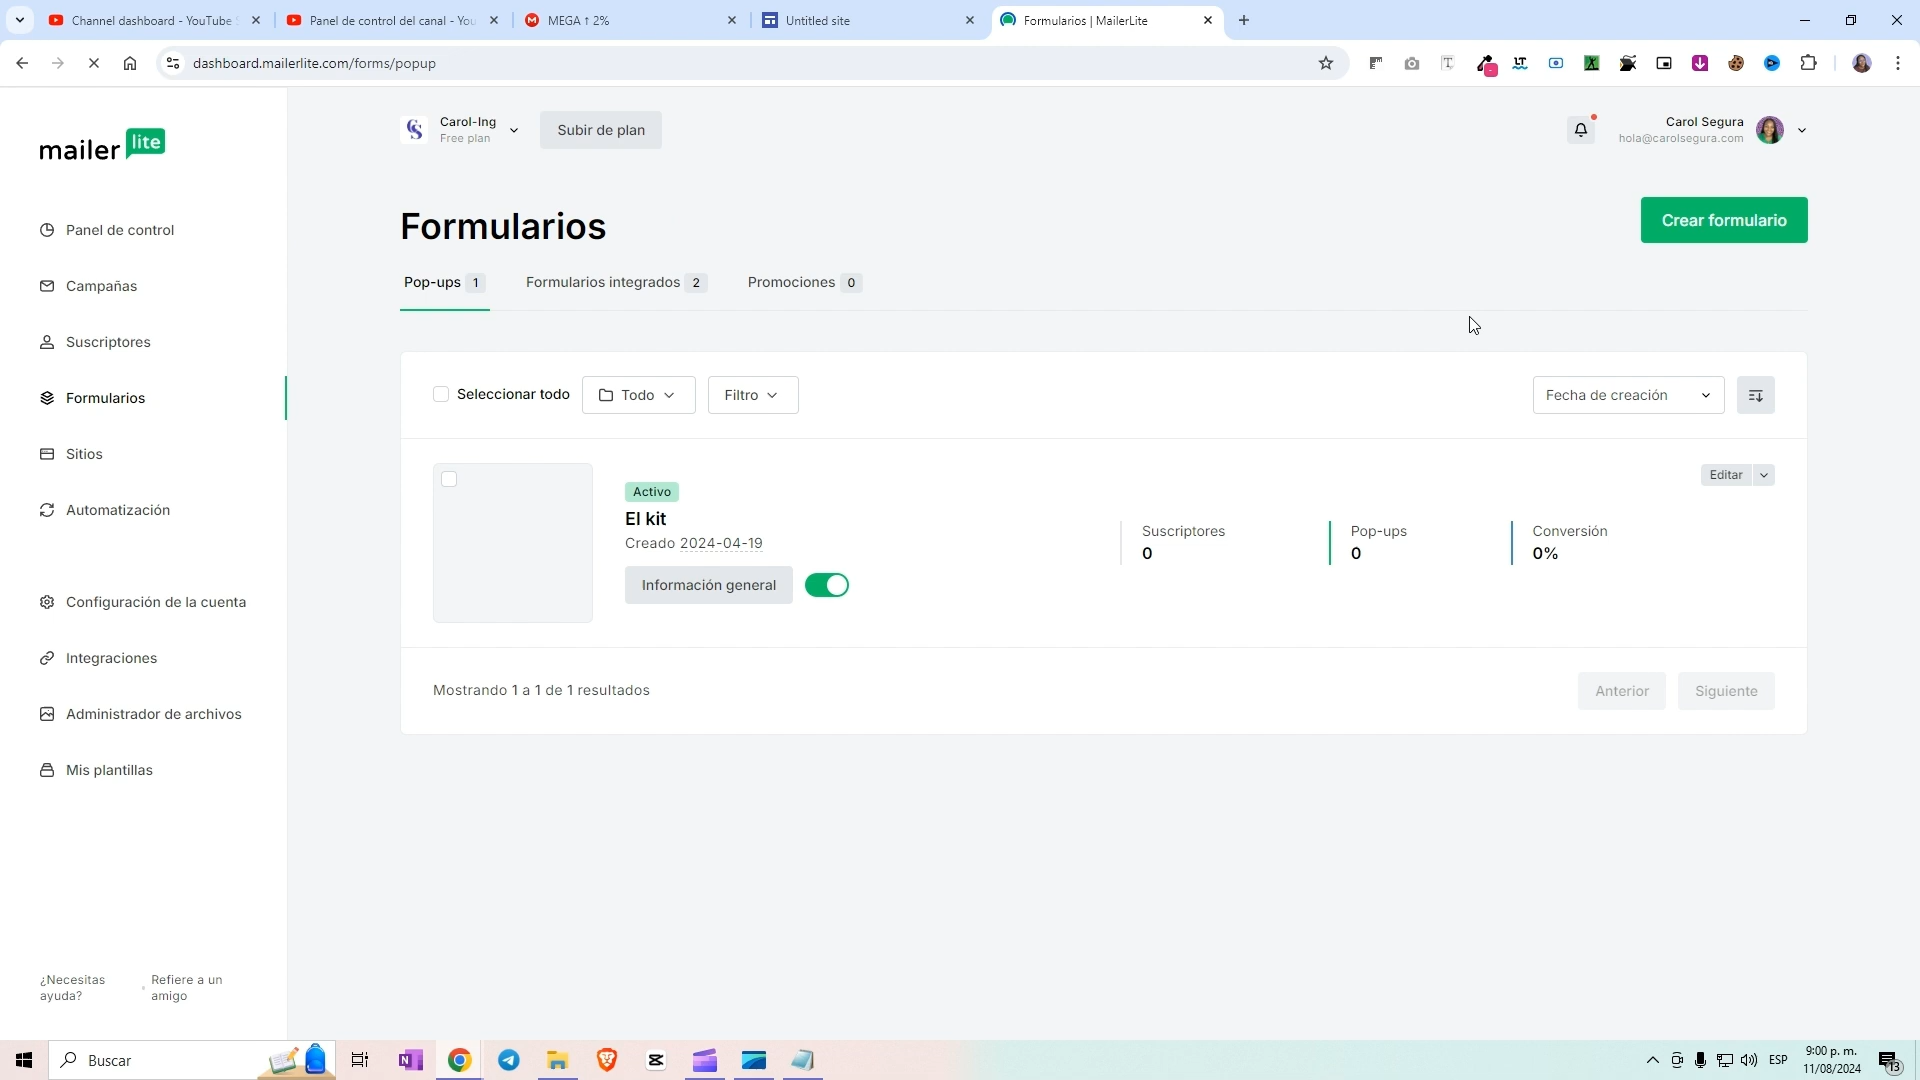 Channel dashboard - YouTube
Panel de control del canal - You
MEGA ↑ 2%
Untitled site
Formularios | MailerLite
dashboard.mailerlite.com/forms/popup
mailer lite
Carol-Ing
Free plan
Subir de plan
Carol Segura
hola@carolsegura.com
Panel de control
Campañas
Suscriptores
Formularios
Sitios
Automatización
Configuración de la cuenta
Integraciones
Administrador de archivos
Mis plantillas
¿Necesitas ayuda?
Refiere a un amigo
Formularios
Crear formulario
Pop-ups 1
Formularios integrados 2
Promociones 0
Seleccionar todo
Todo
Filtro
Fecha de creación
Activo
El kit
Creado 2024-04-19
Información general
Suscriptores
0
Pop-ups
0
Conversión
0%
Editar
Mostrando 1 a 1 de 1 resultados
Anterior
Siguiente
Buscar
ESP
9:00 p. m.
11/08/2024
13